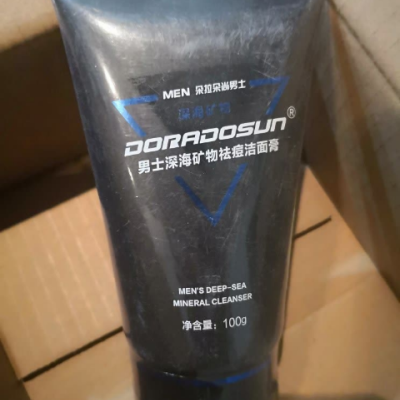 MEN 朵拉朵尚男士
DORADOSUN®
男士深海矿物祛痘洁面膏
MEN'S DEEP-SEA
MINERAL CLEANSER
净含量：100g